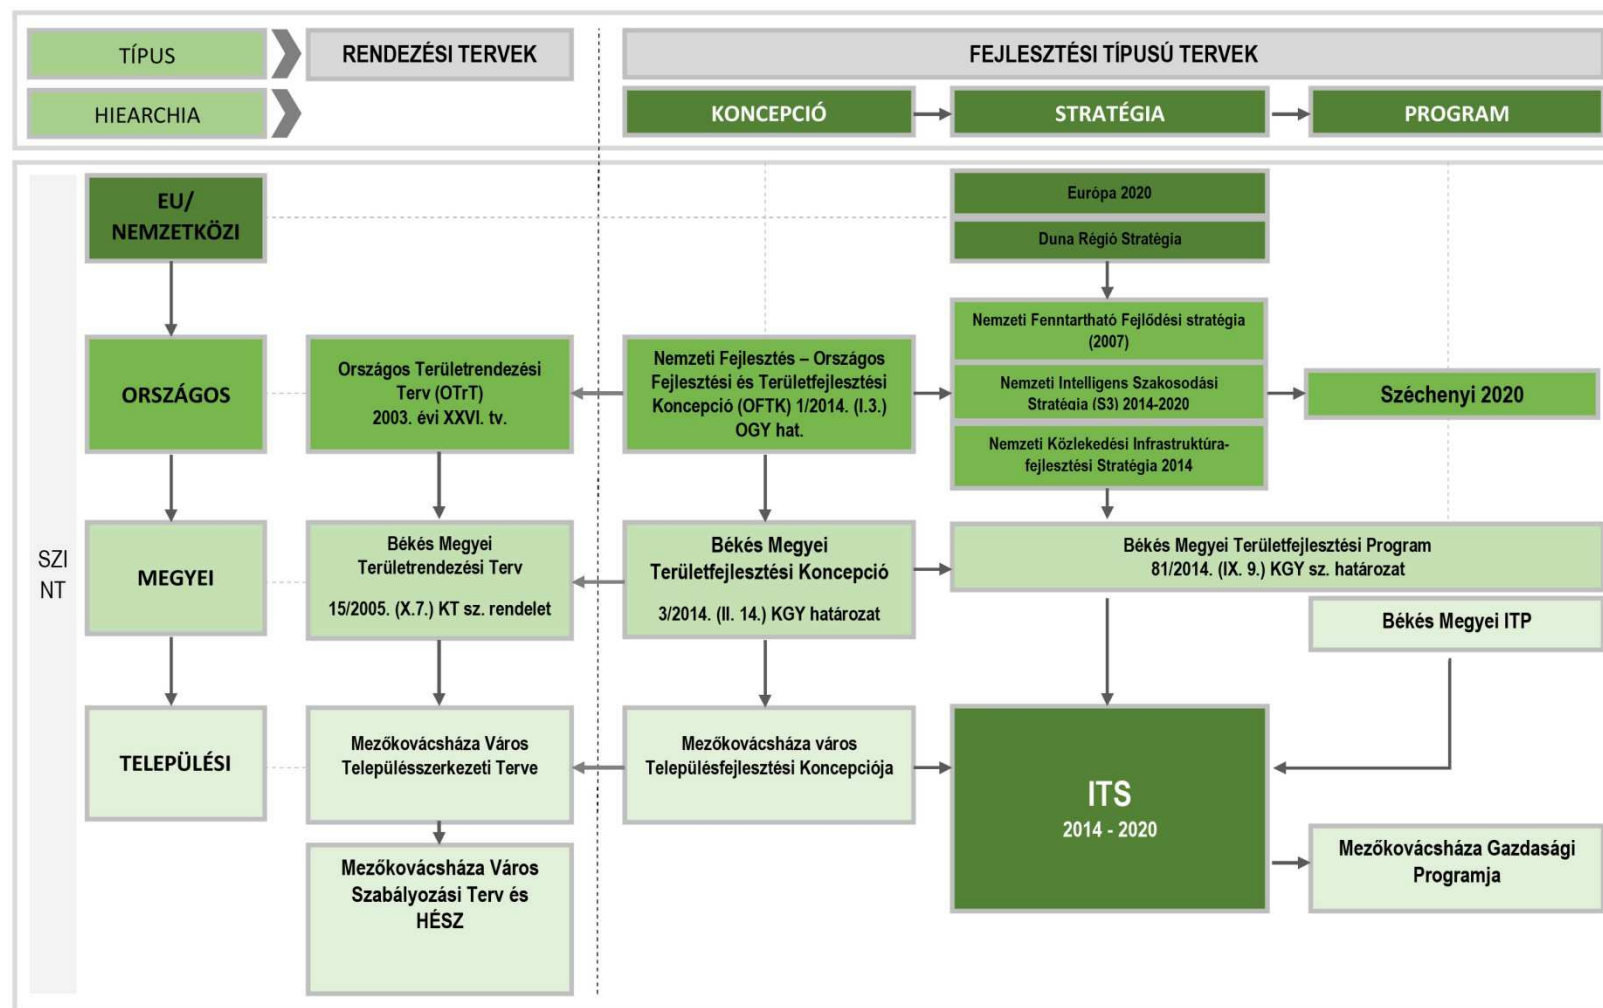 TÍPUS
RENDEZÉSI TERVEK
FEJLESZTÉSI TÍPUSÚ TERVEK
HIEARCHIA
KONCEPCIÓ
STRATÉGIA
PROGRAM
SZI
NT
EU/
NEMZETKÖZI
Európa 2020
Duna Régió Stratégia
ORSZÁGOS
Országos Területrendezési
Terv (OTrT)
2003. évi XXVI. tv.
Nemzeti Fejlesztés – Országos
Fejlesztési és Területfejlesztési
Koncepció (OFTK) 1/2014. (I.3.)
OGY hat.
Nemzeti Fenntartható Fejlődési stratégia
(2007)
Nemzeti Intelligens Szakosodási
Stratégia (S3) 2014-2020
Nemzeti Közlekedési Infrastruktúra-
fejlesztési Stratégia 2014
Széchenyi 2020
MEGYEI
Békés Megyei
Területrendezési Terv
15/2005. (X.7.) KT sz. rendelet
Békés Megyei
Területfejlesztési Koncepció
3/2014. (II. 14.) KGY határozat
Békés Megyei Területfejlesztési Program
81/2014. (IX. 9.) KGY sz. határozat
Békés Megyei ITP
TELEPÜLÉSI
Mezőkovácsháza Város
Településszerkezeti Terve
Mezőkovácsháza város
Településfejlesztési Koncepciója
ITS
2014 - 2020
Mezőkovácsháza Gazdasági
Programja
Mezőkovácsháza Város
Szabályozási Terv és
HÉSZ